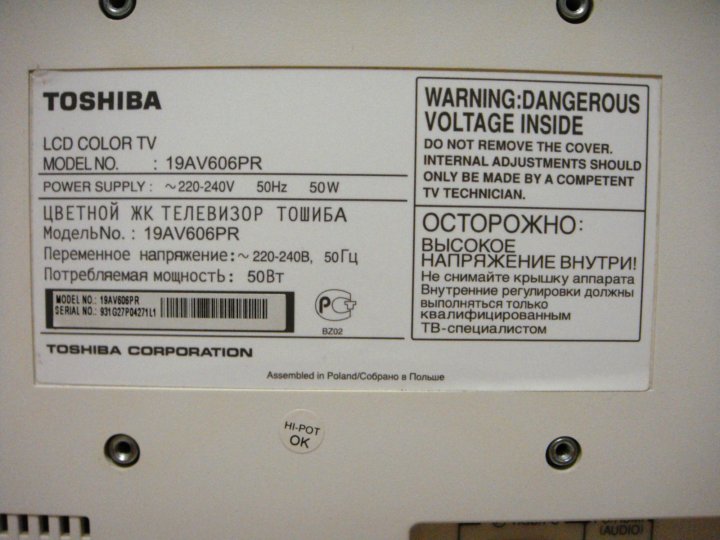 TOSHIBA
LCD COLOR TV
MODEL NO. : 19AV606PR
POWER SUPPLY : ~220-240V 50Hz 50W
ЦВЕТНОЙ ЖК ТЕЛЕВИЗОР ТОШИБА
МодельNo. : 19AV606PR
Переменное напряжение:~ 220-240В, 50Гц
Потребляемая мощность: 50Вт
MODEL NO.: 19AV606PR
SERIAL NO.: 931G27P04271L1
BZ02
TOSHIBA CORPORATION
WARNING:DANGEROUS
VOLTAGE INSIDE
DO NOT REMOVE THE COVER.
INTERNAL ADJUSTMENTS SHOULD
ONLY BE MADE BY A COMPETENT
TV TECHNICIAN.
ОСТОРОЖНО:
ВЫСОКОЕ
НАПРЯЖЕНИЕ ВНУТРИ!
Не снимайте крышку аппарата
Внутренние регулировки должны
выполняться только
квалифицированным
ТВ-специалистом
Assembled in Poland/Собрано в Польше
HI-POT
OK
(AUDIO)